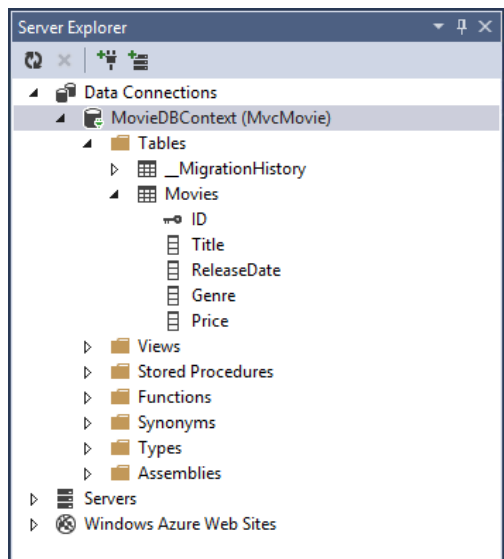 Server Explorer
Data Connections
MovieDBContext (MvcMovie)
Tables
__MigrationHistory
Movies
ID
Title
ReleaseDate
Genre
Price
Views
Stored Procedures
Functions
Synonyms
Types
Assemblies
Servers
Windows Azure Web Sites